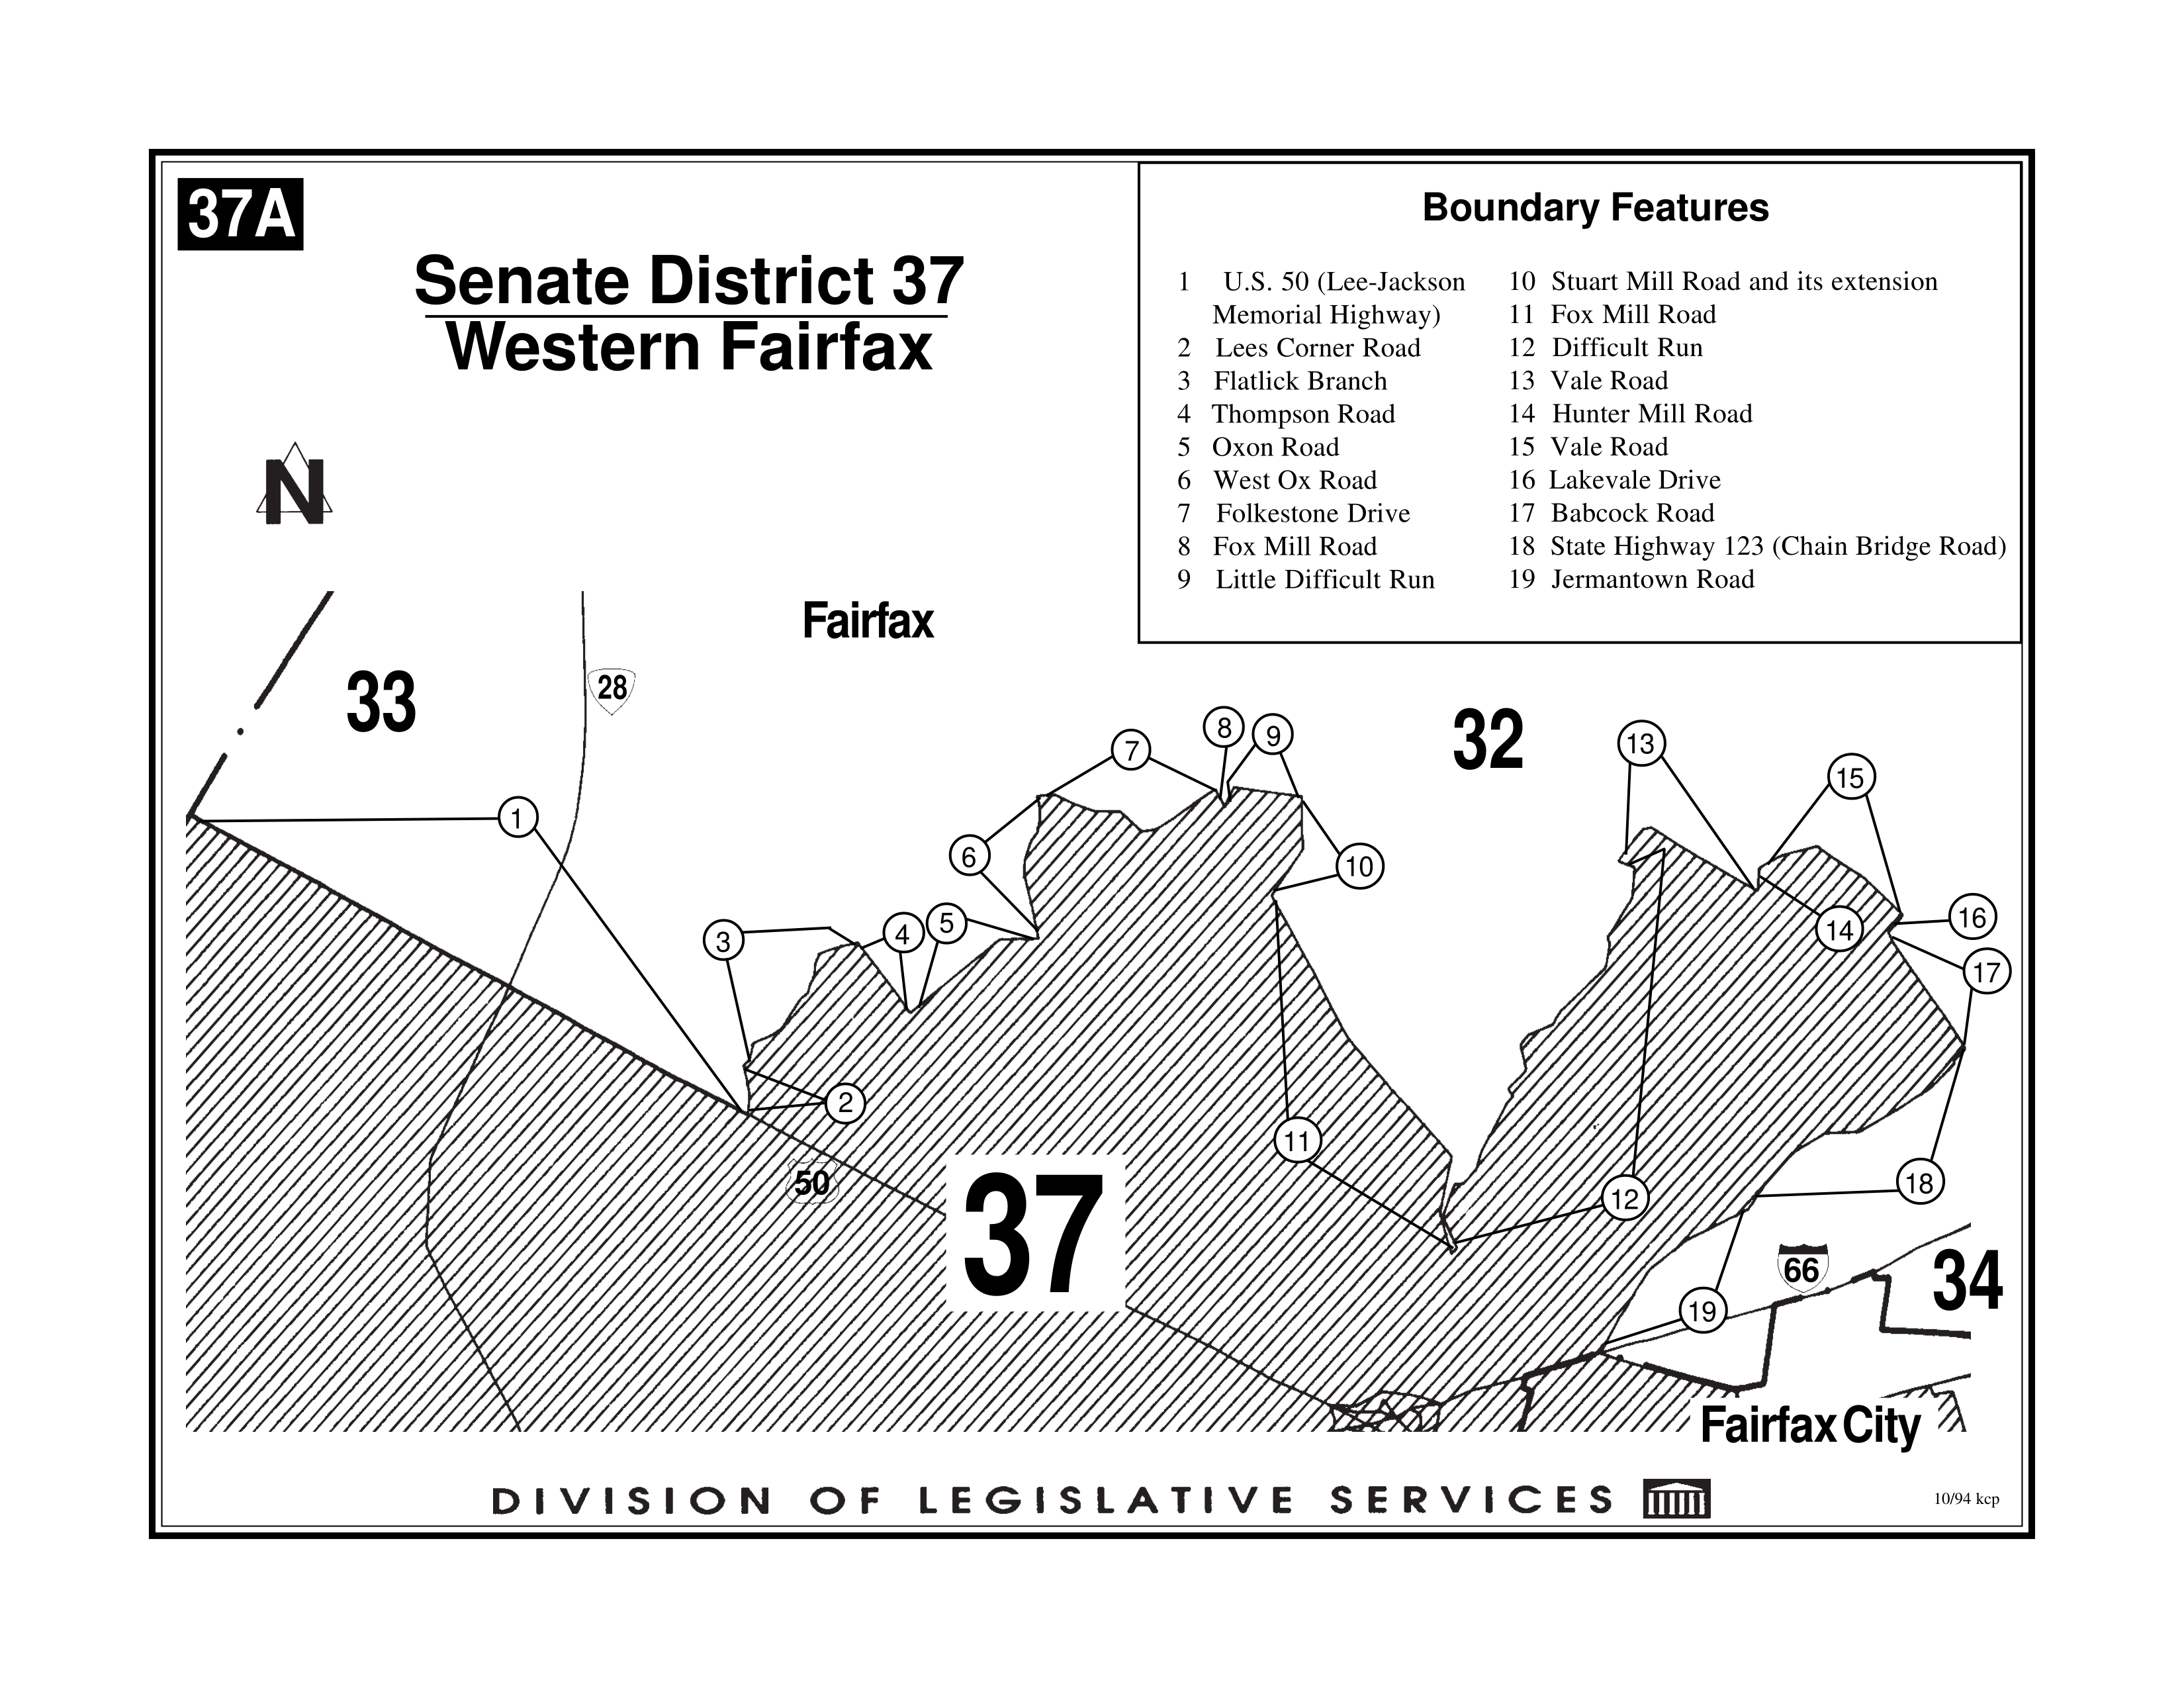 37A
Senate District 37
Western Fairfax
Boundary Features
1 U.S. 50 (Lee-Jackson
Memorial Highway)
2 Lees Corner Road
3 Flatlick Branch
4 Thompson Road
5 Oxon Road
6 West Ox Road
7 Folkestone Drive
8 Fox Mill Road
9 Little Difficult Run
10 Stuart Mill Road and its extension
11 Fox Mill Road
12 Difficult Run
13 Vale Road
14 Hunter Mill Road
15 Vale Road
16 Lakevale Drive
17 Babcock Road
18 State Highway 123 (Chain Bridge Road)
19 Jermantown Road
N
Fairfax
33
28
32
8
9
7
13
15
1
6
10
16
5
4
14
3
17
2
11
50
37
18
12
66
34
19
Fairfax City
DIVISION OF LEGISLATIVE SERVICES
10/94 kcp